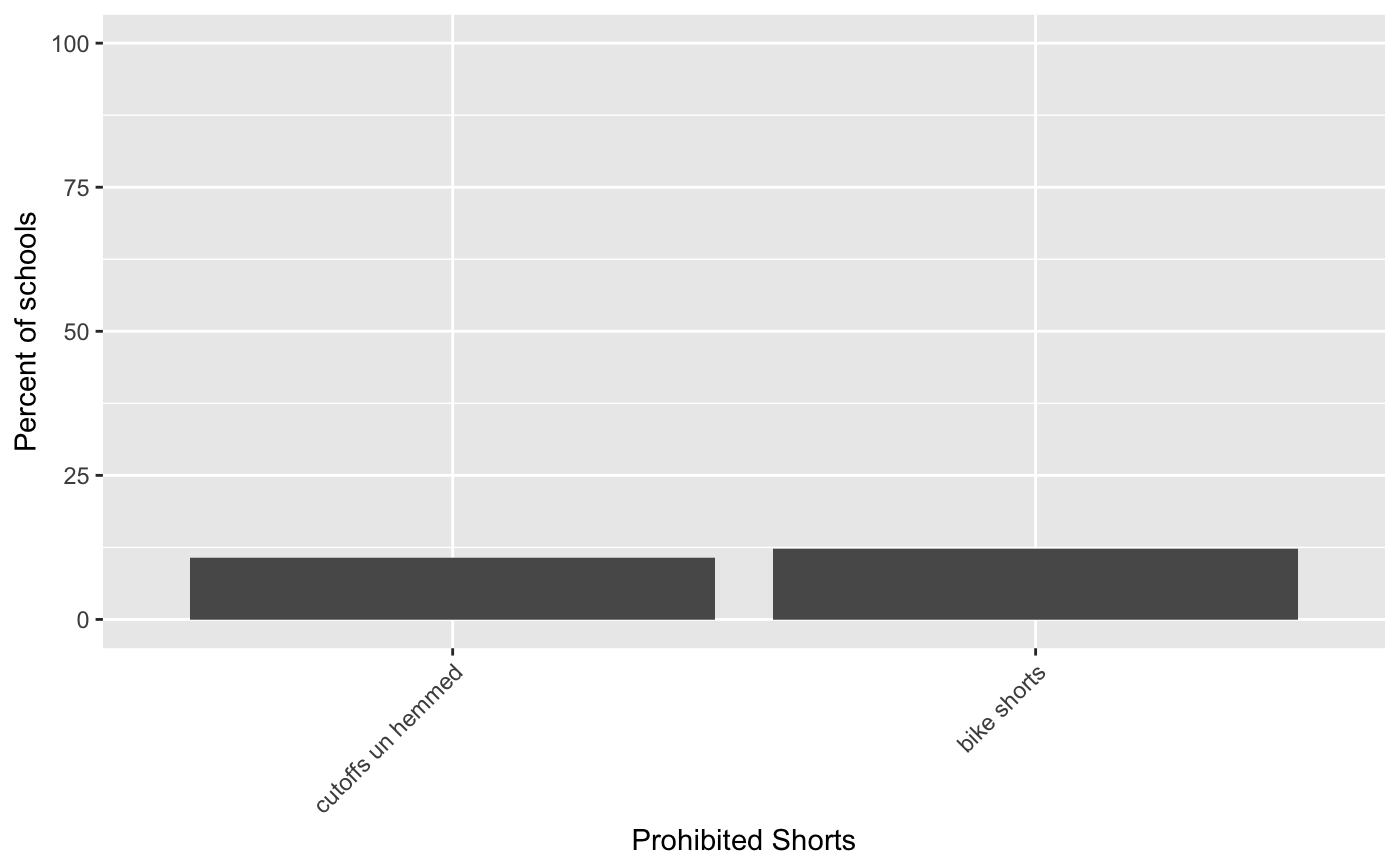 100
75
50
25
0
Percent of schools
cutoffs un hemmed
bike shorts
Prohibited Shorts